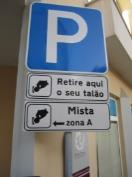 P
Retire aqui
o seu talão
Mista
zona A